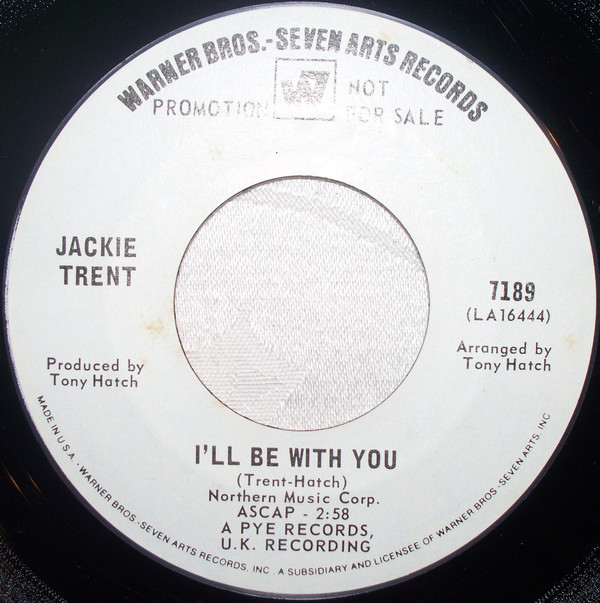 WARNER BROS.-SEVEN ARTS RECORDS
PROMOTION NOT
FOR SALE
JACKIE
TRENT
7189
(LA16444)
Produced by
Tony Hatch
Arranged by
Tony Hatch
I'LL BE WITH YOU
(Trent-Hatch)
Northern Music Corp.
ASCAP - 2:58
A PYE RECORDS,
U.K. RECORDING
MADE IN U.S.A. - WARNER BROS.-SEVEN ARTS RECORDS, INC. A SUBSIDIARY AND LICENSEE OF WARNER BROS.-SEVEN ARTS, INC